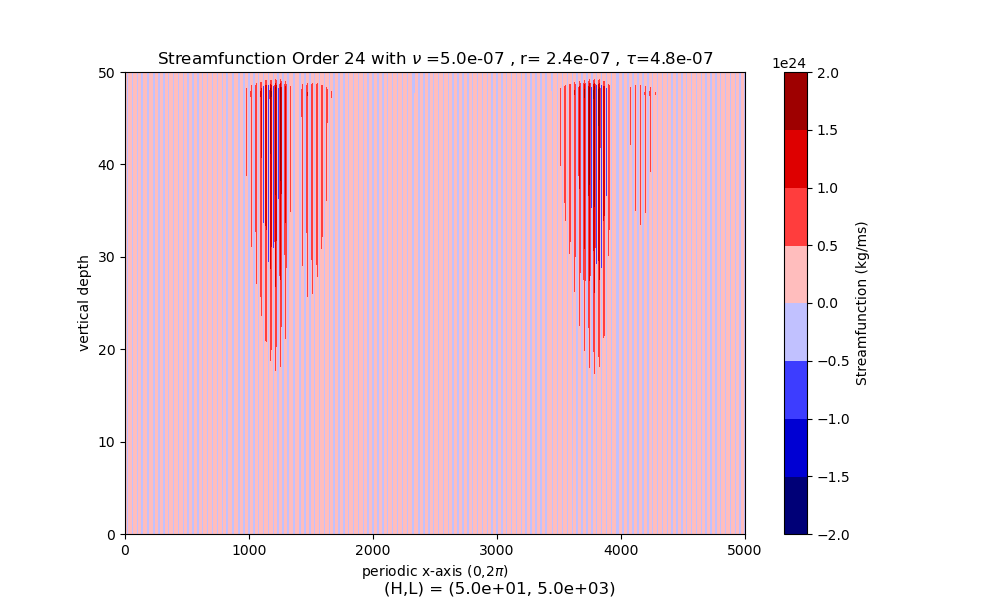 Streamfunction Order 24 with ν =5.0e-07 , r= 2.4e-07 , τ=4.8e-07
1e24
50
40
30
20
10
0
vertical depth
0 1000 2000 3000 4000 5000
periodic x-axis (0,2π)
(H,L) = (5.0e+01, 5.0e+03)
2.0
1.5
1.0
0.5
0.0
−0.5
−1.0
−1.5
−2.0
Streamfunction (kg/ms)